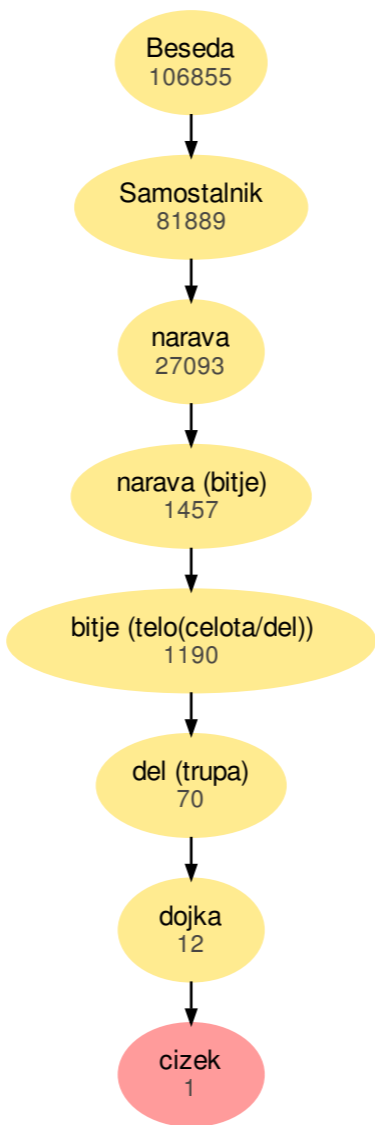 Beseda
106855
Samostalnik
81889
narava
27093
narava (bitje)
1457
bitje (telo(celota/del))
1190
del (trupa)
70
dojka
12
cizek
1